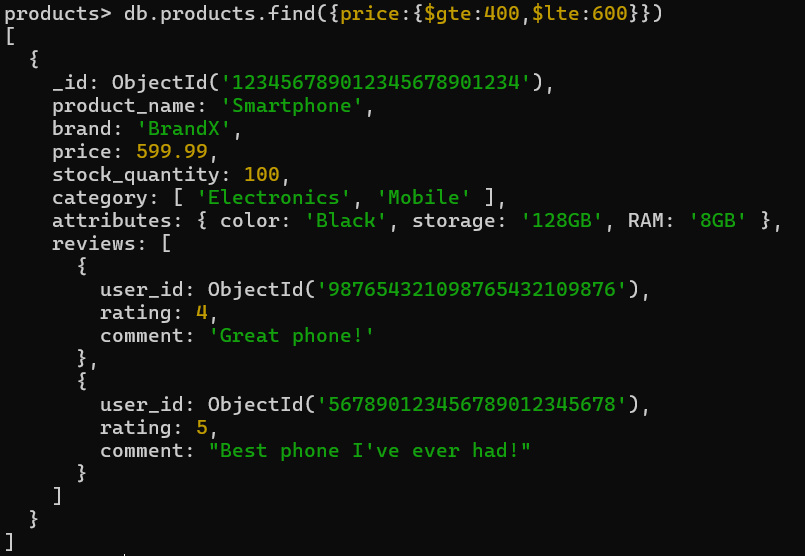 products> db.products.find({price:{$gte:400,$lte:600}})
[
  {
    _id: ObjectId('123456789012345678901234'),
    product_name: 'Smartphone',
    brand: 'BrandX',
    price: 599.99,
    stock_quantity: 100,
    category: [ 'Electronics', 'Mobile' ],
    attributes: { color: 'Black', storage: '128GB', RAM: '8GB' },
    reviews: [
      {
        user_id: ObjectId('987654321098765432109876'),
        rating: 4,
        comment: 'Great phone!'
      },
      {
        user_id: ObjectId('567890123456789012345678'),
        rating: 5,
        comment: "Best phone I've ever had!"
      }
    ]
  }
]